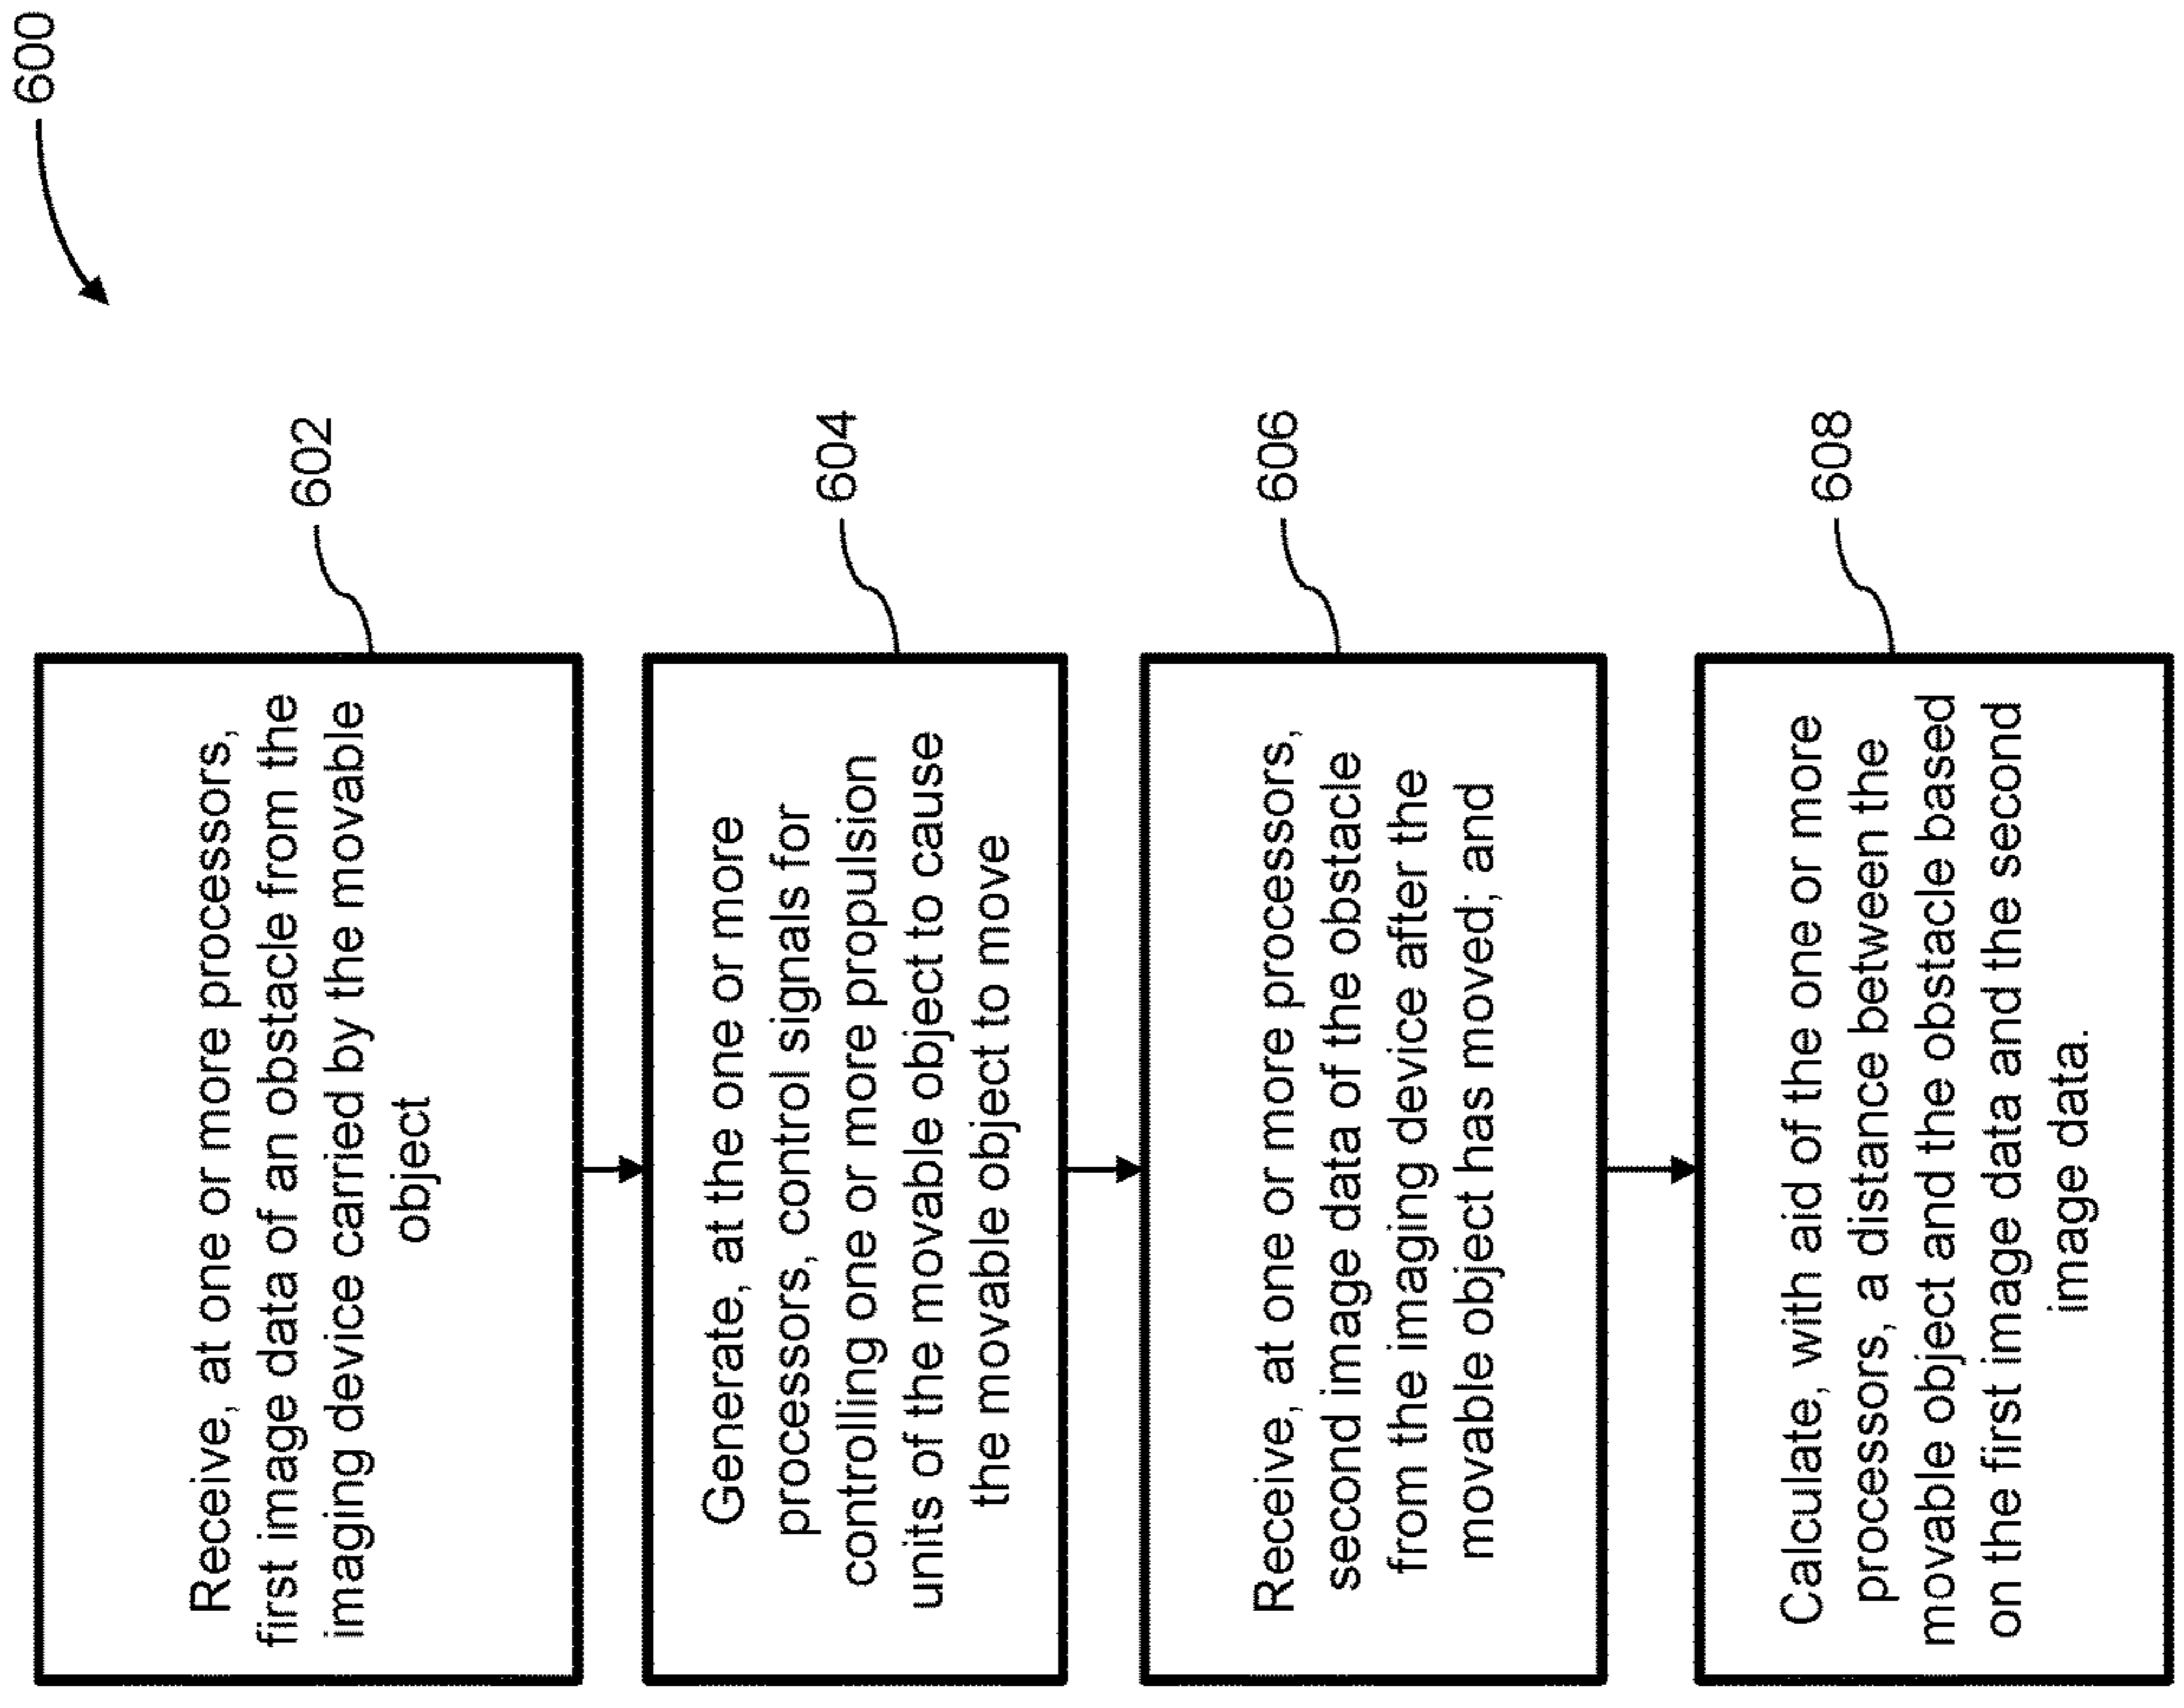 600
Receive, at one or more processors,
first image data of an obstacle from the
imaging device carried by the movable
object
602
Generate, at the one or more
processors, control signals for
controlling one or more propulsion
units of the movable object to cause
the movable object to move
604
Receive, at one or more processors,
second image data of the obstacle
from the imaging device after the
movable object has moved; and
606
Calculate, with aid of the one or more
processors, a distance between the
movable object and the obstacle based
on the first image data and the second
image data.
608